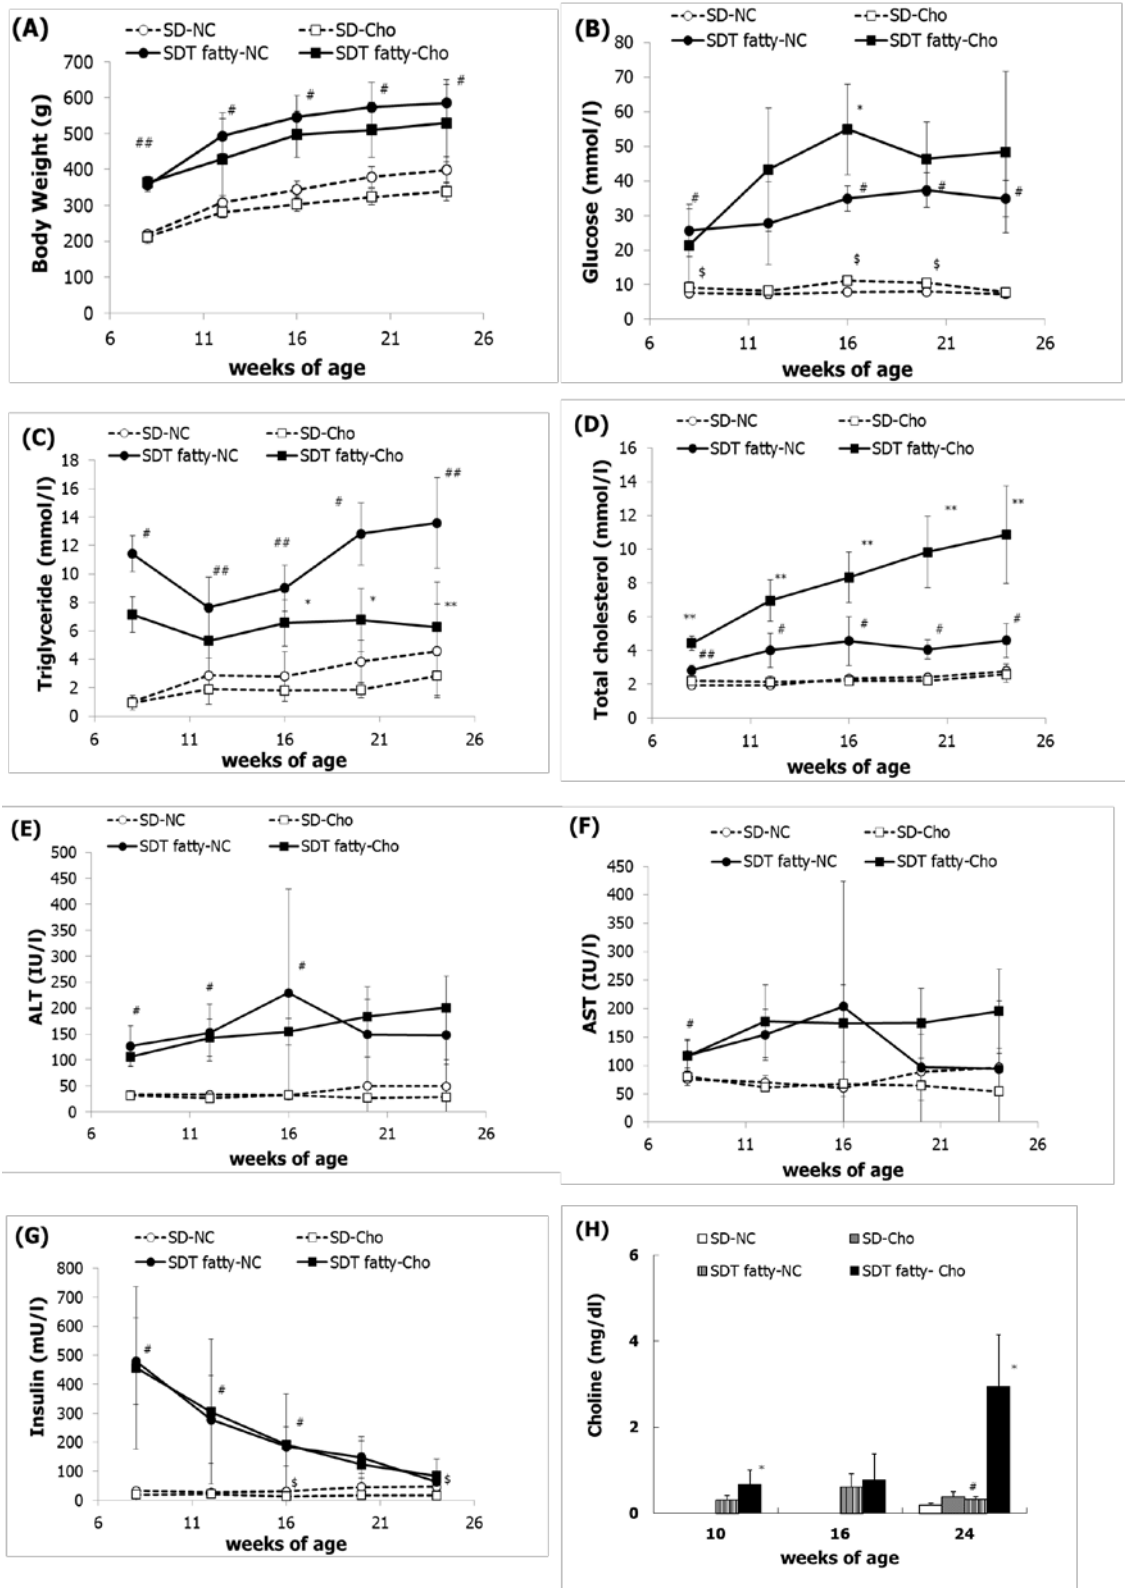 (A)
SD-NC
SD-Cho
SDT fatty-NC
SDT fatty-Cho
Body Weight (g)
700
600
500
400
300
200
100
0
##
#
#
#
#
6
11
16
21
26
weeks of age
(B)
SD-NC
SD-Cho
SDT fatty-NC
SDT fatty-Cho
Glucose (mmol/l)
80
70
60
50
40
30
20
10
0
*
#
#
#
#
$
$
$
6
11
16
21
26
weeks of age
(C)
SD-NC
SD-Cho
SDT fatty-NC
SDT fatty-Cho
Triglyceride (mmol/l)
18
16
14
12
10
8
6
4
2
0
#
##
##
#
##
*
*
**
6
11
16
21
26
weeks of age
(D)
SD-NC
SD-Cho
SDT fatty-NC
SDT fatty-Cho
Total cholesterol (mmol/l)
16
14
12
10
8
6
4
2
0
**
**
**
**
**
##
#
#
#
#
6
11
16
21
26
weeks of age
(E)
SD-NC
SD-Cho
SDT fatty-NC
SDT fatty-Cho
ALT (IU/l)
500
450
400
350
300
250
200
150
100
50
0
#
#
#
6
11
16
21
26
weeks of age
(F)
SD-NC
SD-Cho
SDT fatty-NC
SDT fatty-Cho
AST (IU/l)
450
400
350
300
250
200
150
100
50
0
#
6
11
16
21
26
weeks of age
(G)
SD-NC
SD-Cho
SDT fatty-NC
SDT fatty-Cho
Insulin (mU/l)
800
700
600
500
400
300
200
100
0
#
#
#
$
$
6
11
16
21
26
weeks of age
(H)
SD-NC
SD-Cho
SDT fatty-NC
SDT fatty- Cho
Choline (mg/dl)
6
4
2
0
*
#
*
10
16
24
weeks of age